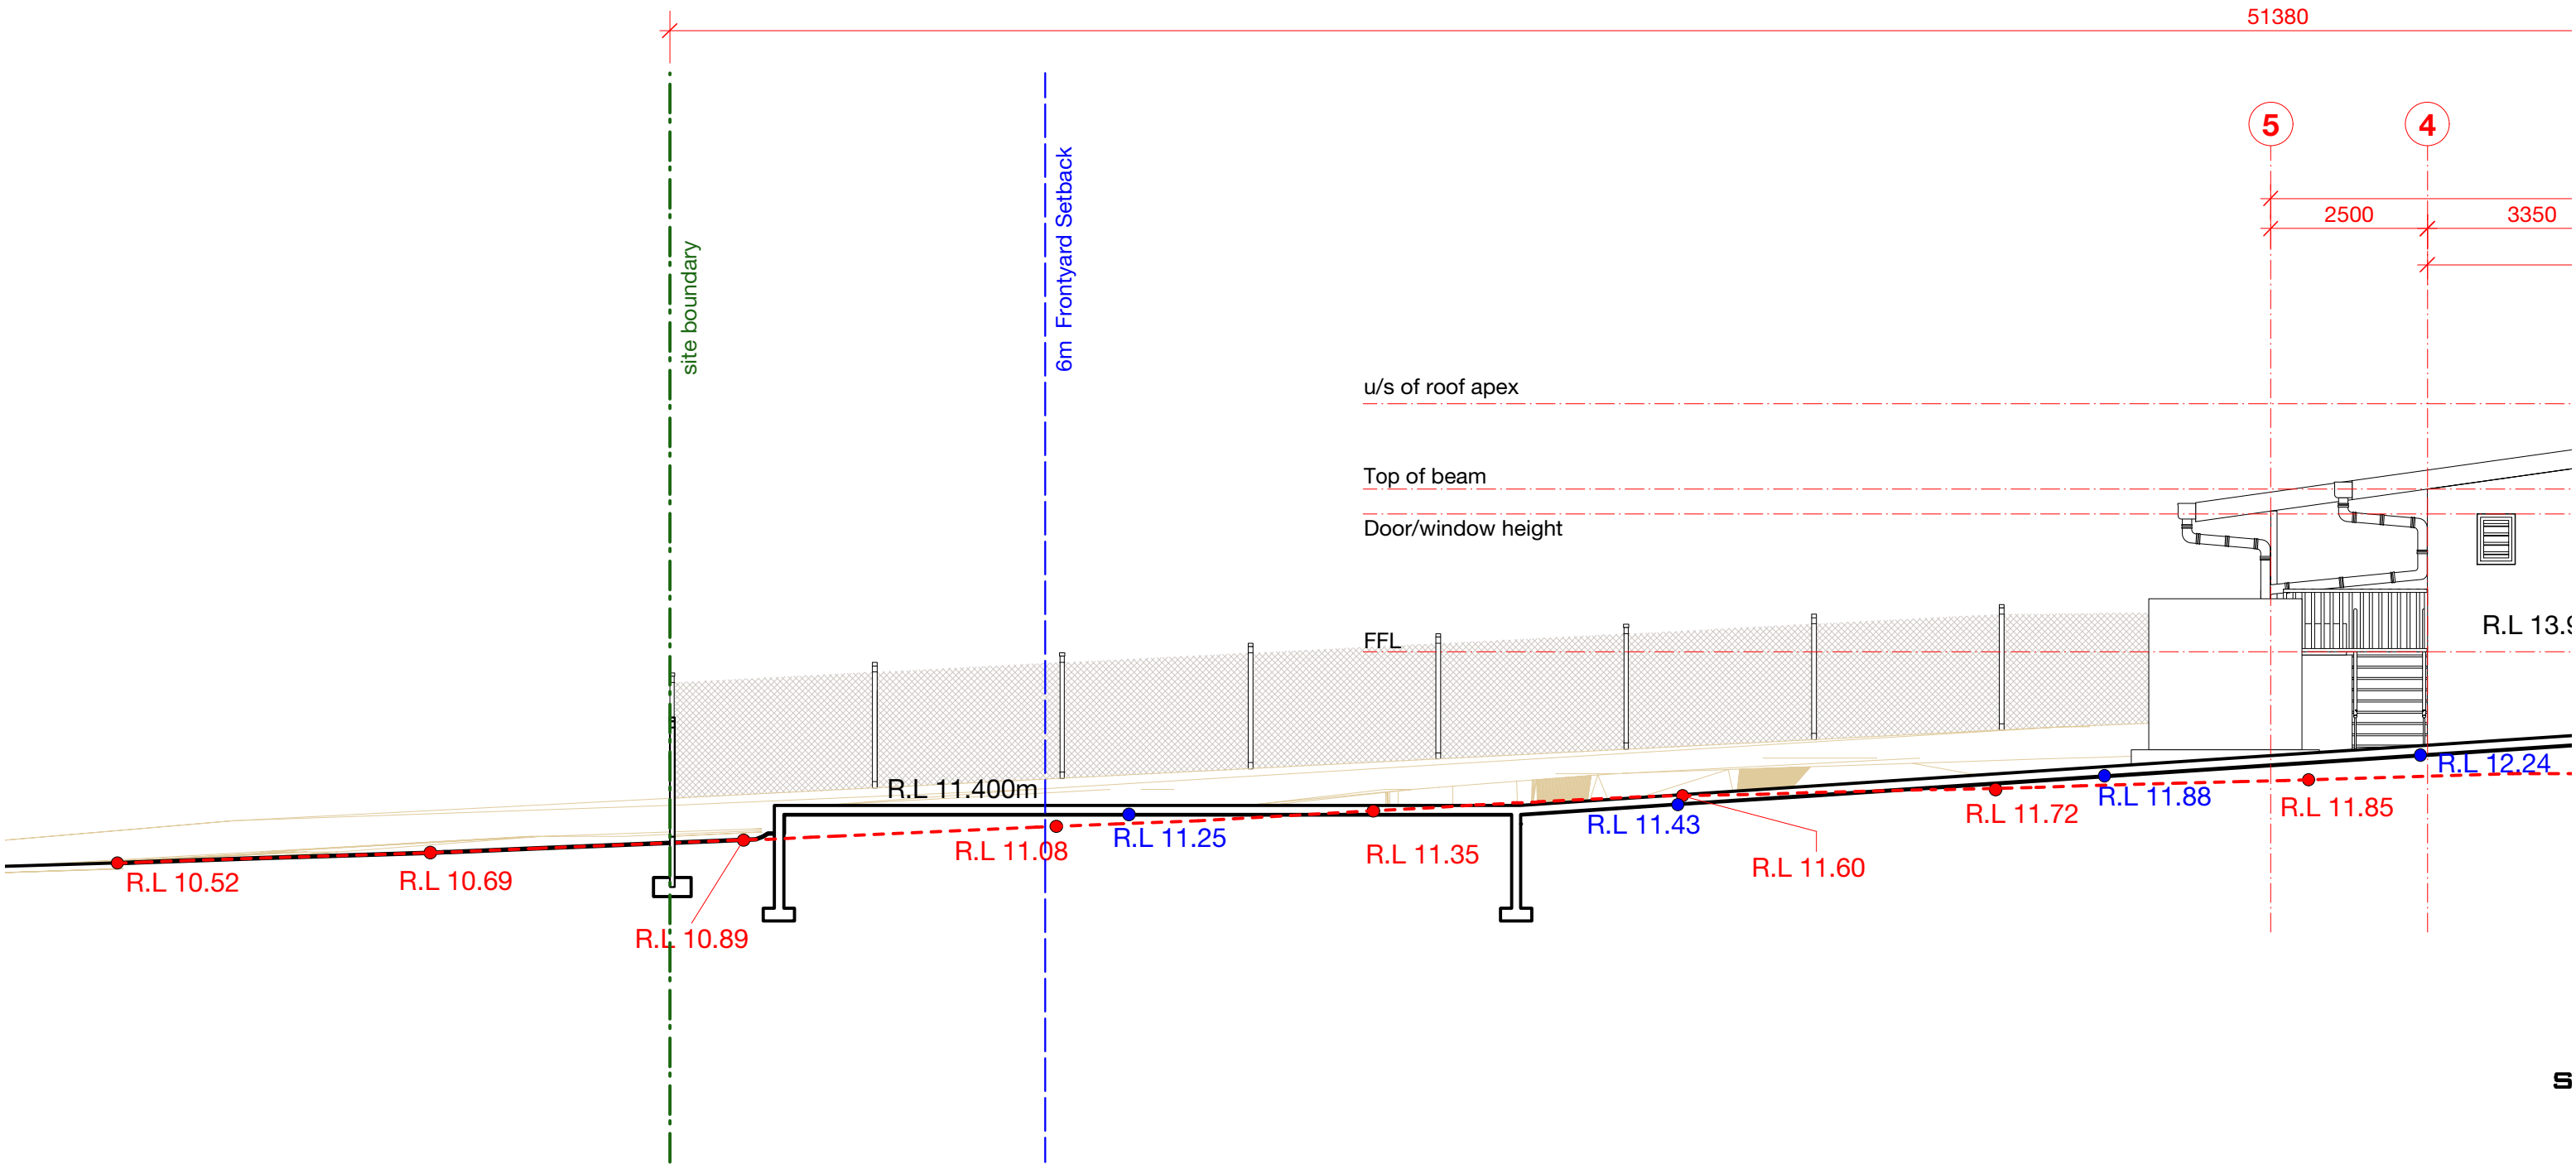 51380
5
4
2500
3350
site boundary
6m Frontyard Setback
u/s of roof apex
Top of beam
Door/window height
FFL
R.L 13.9
R.L 11.400m
R.L 12.24
R.L 11.88
R.L 11.72
R.L 11.85
R.L 11.43
R.L 11.25
R.L 11.08
R.L 11.35
R.L 11.60
R.L 10.52
R.L 10.69
R.L 10.89
S